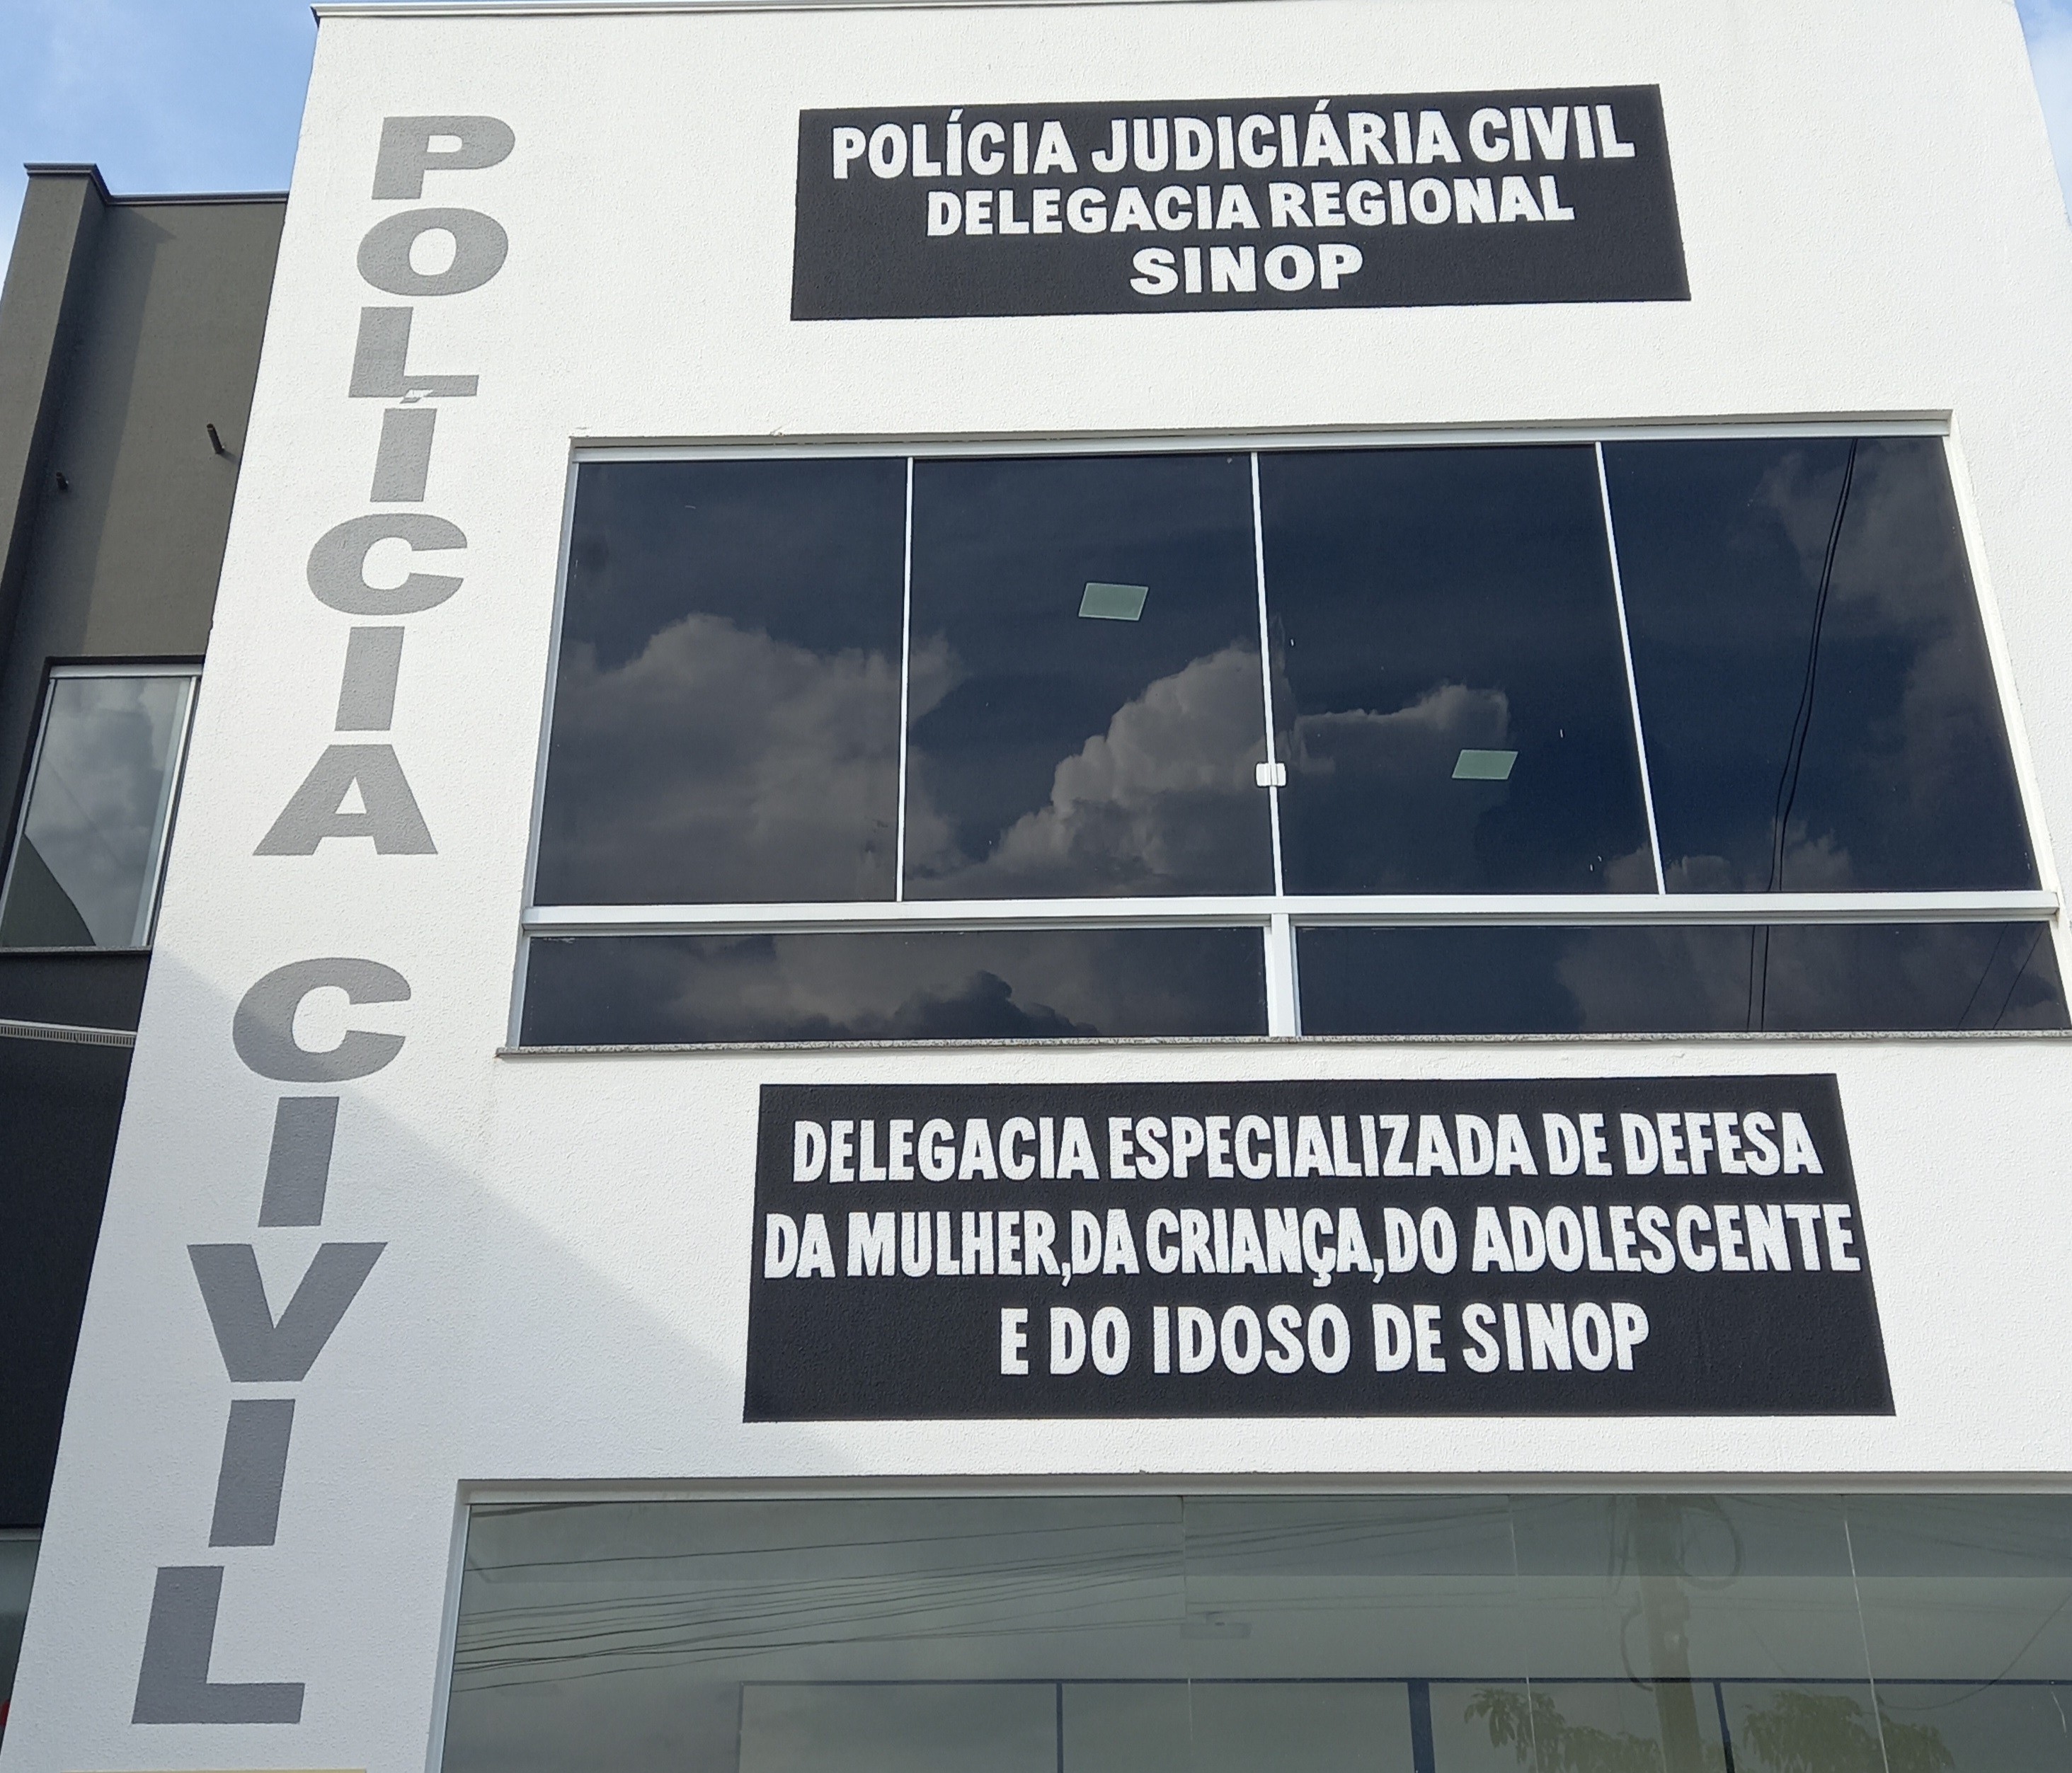 POLÍCIA CIVIL
POLÍCIA JUDICIÁRIA CIVIL
DELEGACIA REGIONAL
SINOP
DELEGACIA ESPECIALIZADA DE DEFESA
DA MULHER,DA CRIANÇA,DO ADOLESCENTE
E DO IDOSO DE SINOP